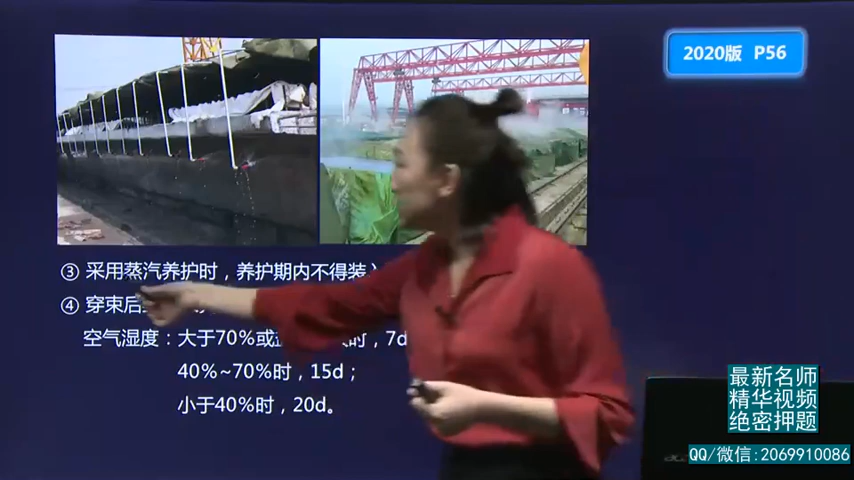 2020版 P56
③ 采用蒸汽养护时，养护期内不得装
④ 穿束后
空气湿度：大于70%或 时，7d
40%~70%时，15d；
小于40%时，20d。
最新名师
精华视频
绝密押题
QQ/微信:2069910086
acer